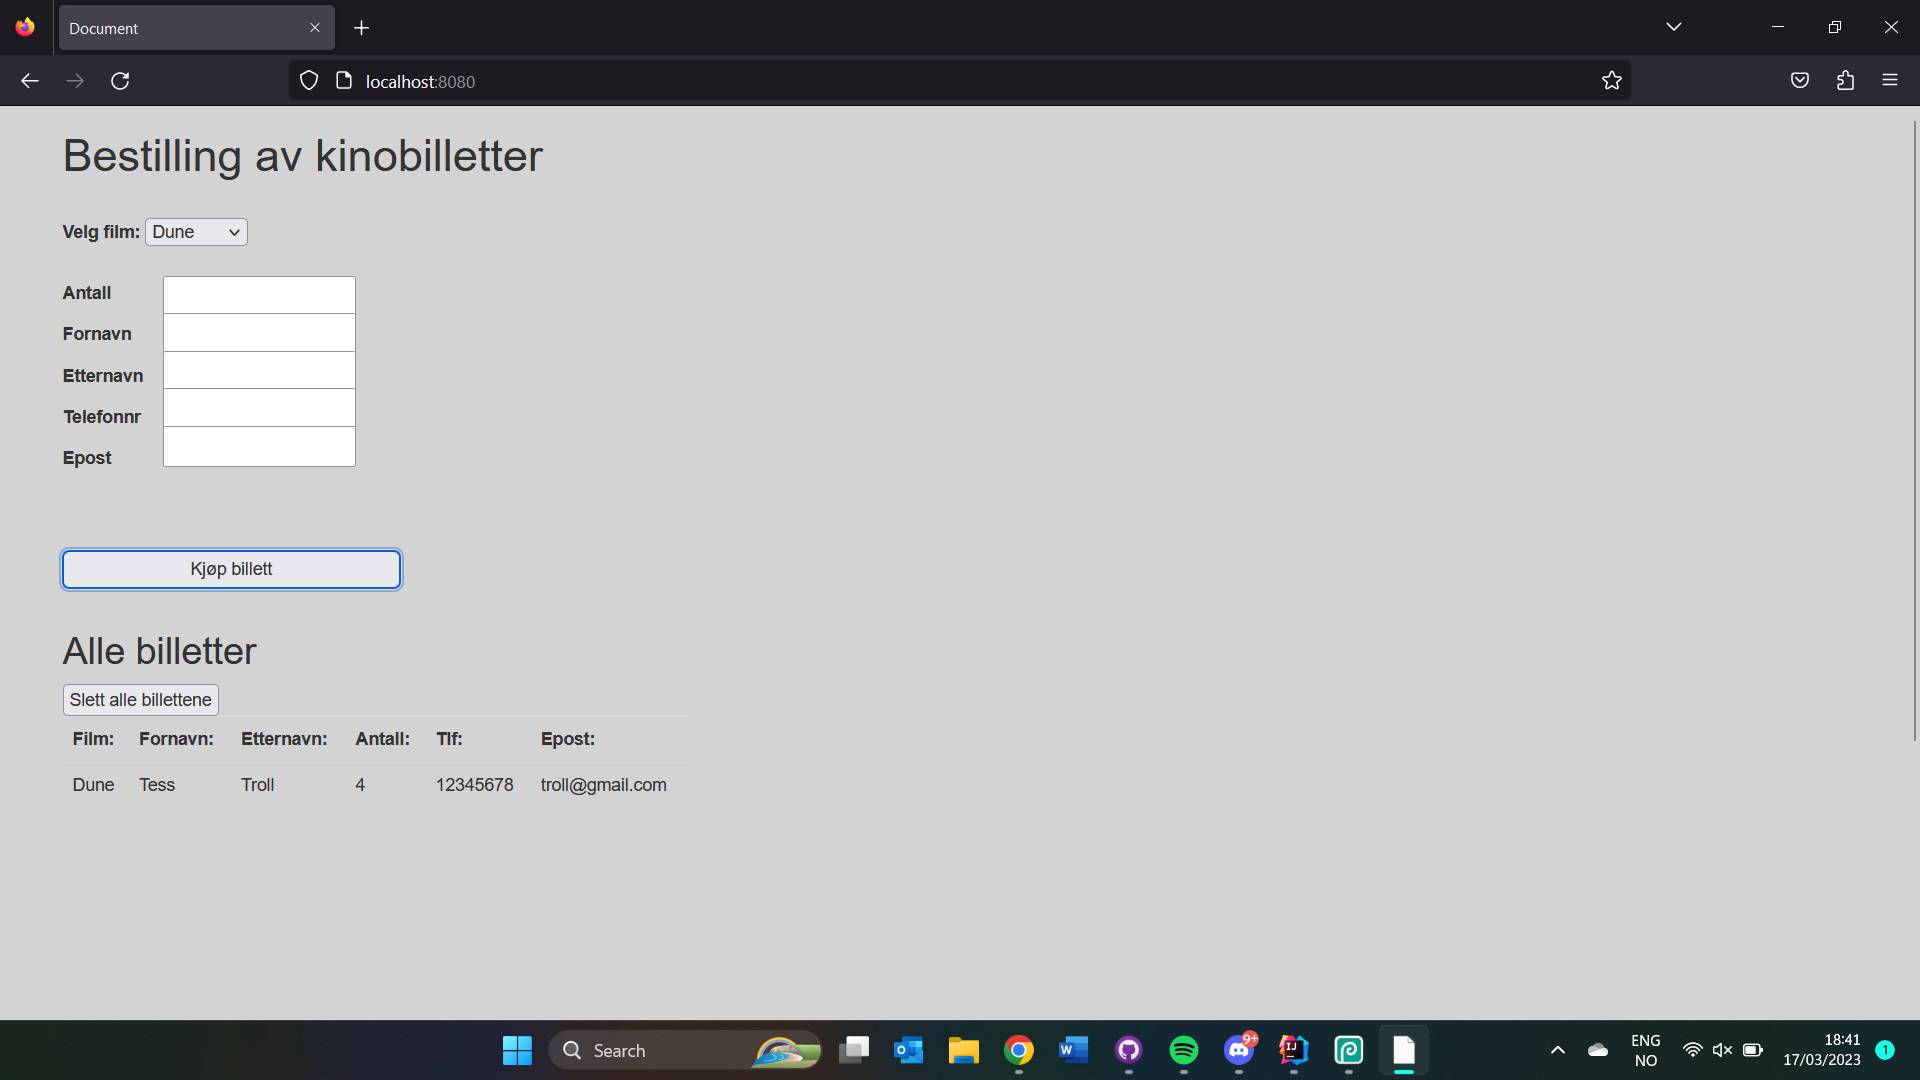 Document
localhost:8080
Bestilling av kinobilletter
Velg film: Dune
Antall
Fornavn
Etternavn
Telefonnr
Epost
Kjøp billett
Alle billetter
Slett alle billettene
Film: Fornavn: Etternavn: Antall: Tlf: Epost:
Dune Tess Troll 4 12345678 troll@gmail.com
Search
9+
ENG
NO
18:41
17/03/2023
1